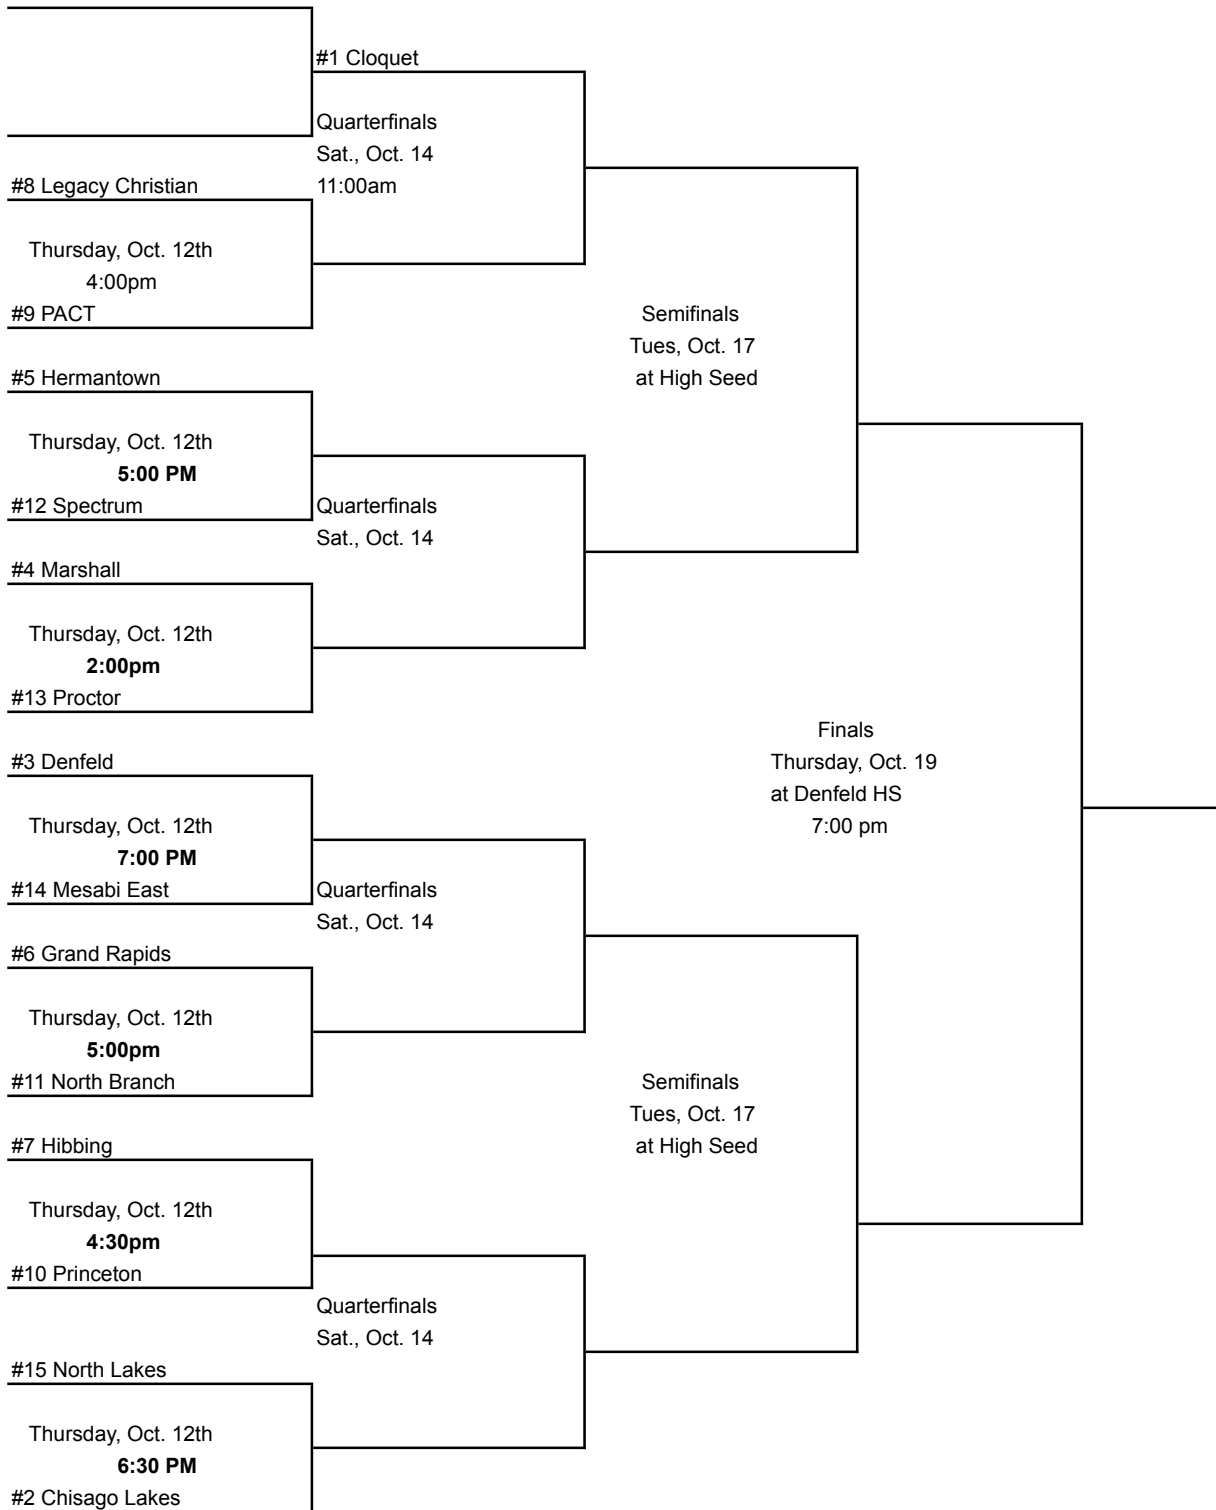 #1 Cloquet
Quarterfinals
Sat., Oct. 14
11:00am
#8 Legacy Christian
Thursday, Oct. 12th
4:00pm
#9 PACT
#5 Hermantown
Thursday, Oct. 12th
5:00 PM
#12 Spectrum
Quarterfinals
Sat., Oct. 14
#4 Marshall
Thursday, Oct. 12th
2:00pm
#13 Proctor
Semifinals
Tues, Oct. 17
at High Seed
#3 Denfeld
Thursday, Oct. 12th
7:00 PM
#14 Mesabi East
Quarterfinals
Sat., Oct. 14
#6 Grand Rapids
Thursday, Oct. 12th
5:00pm
#11 North Branch
#7 Hibbing
Thursday, Oct. 12th
4:30pm
#10 Princeton
Quarterfinals
Sat., Oct. 14
#15 North Lakes
Thursday, Oct. 12th
6:30 PM
#2 Chisago Lakes
Semifinals
Tues, Oct. 17
at High Seed
Finals
Thursday, Oct. 19
at Denfeld HS
7:00 pm